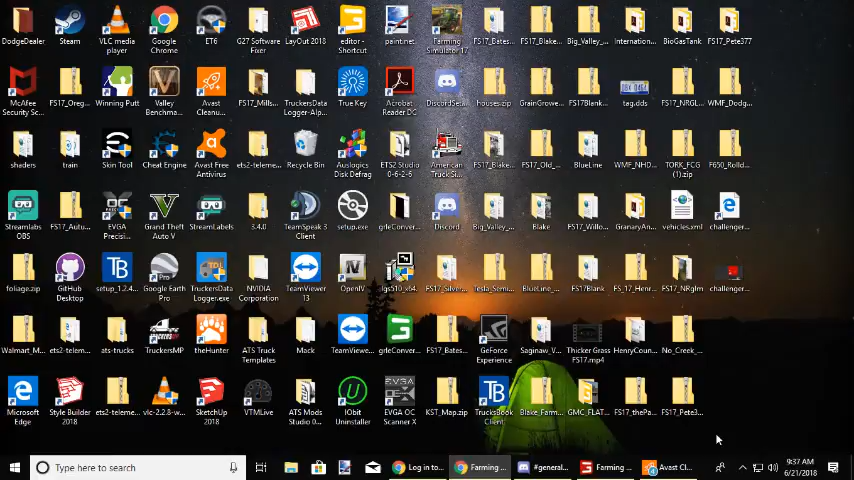 DodgeDealer
Steam
VLC media
player
Google
Chrome
ET6
G27 Software
Fixer
LayOut 2018
editor -
Shortcut
paint.net
Farming
Simulator 17
FS17_Bates...
FS17_Blake...
Big_Valley_...
Internation...
BioGasTank
FS17_Pete377
McAfee
Security Sc...
FS17_Oreg...
Winning Putt
Valley
Benchma...
Avast
Cleanu...
FS17_Mills...
TruckersData
Logger-Alp...
True Key
Acrobat
Reader DC
DiscordSe...
houses.zip
GrainGrowe...
FS17Blank...
tag.dds
FS17_NRGL...
WMF_Dodg...
shaders
train
Skin Tool
Cheat Engine
Avast Free
Antivirus
ets2-teleme...
Recycle Bin
Auslogics
Disk Defrag
ETS2 Studio
0-6-2-6
American
Truck Si...
FS17_Blake...
FS17_Old_...
BlueLine
WMF_NHD...
TORK_FCG
(1).zip
F650_Rolld...
Streamlabs
OBS
FS17_Autu...
EVGA
Precisi...
Grand Theft
Auto V
StreamLabels
3.4.0
TeamSpeak 3
Client
setup.exe
grleConver...
Discord
Big_Valley_...
Blake
FS17_Willo...
GranaryAn...
vehicles.xml
challenger...
foliage.zip
GitHub
Desktop
setup_1.2.4...
Google Earth
Pro
TruckersData
Logger.exe
NVIDIA
Corporation
TeamViewer
13
OpenIV
lgs510_x64...
FS17_Silver...
Tesla_Semi...
BlueLine_...
FS17Blank
FS_17_Henr...
FS17_NRglm
challenger...
Walmart_M...
ets2-telem...
ats-trucks
TruckersMP
theHunter
ATS Truck
Templates
Mack
TeamViewe...
grleConver...
FS17_Bates...
GeForce
Experience
Saginaw_V...
Thicker Grass
FS17.mp4
HenryCoun...
No_Creek_...
Microsoft
Edge
Style Builder
2018
ets2-teleme...
vlc-2.2.8-w...
SketchUp
2018
VTMLive
ATS Mods
Studio 0...
IObit
Uninstaller
EVGA OC
Scanner X
KST_Map.zip
TrucksBook
Client
Blake_Farm...
GMC_FLAT...
FS17_thePa...
FS17_Pete3...
Type here to search
Log in to...
Farming ...
#general...
Farming ...
Avast Cl...
9:37 AM
6/21/2018